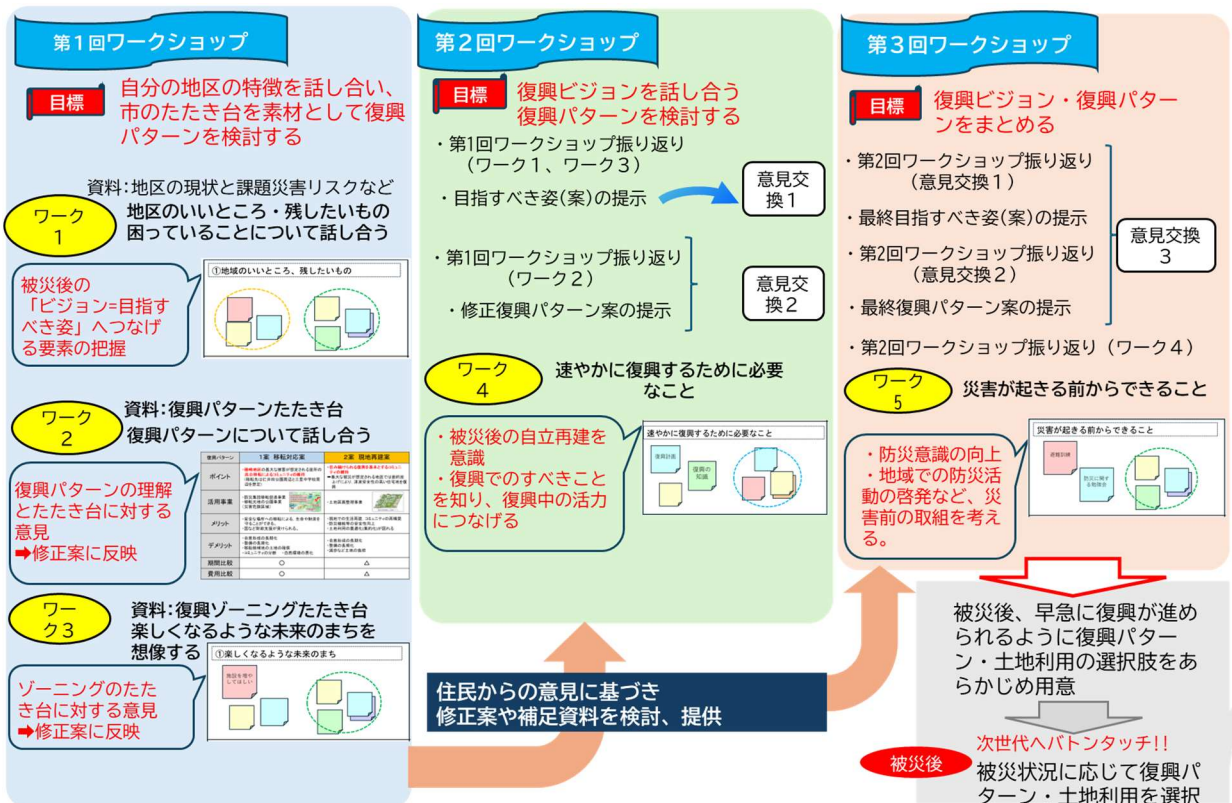 第1回ワークショップ
目標
自分の地区の特徴を話し合い、
市のたたき台を素材として復興
パターンを検討する
資料:地区の現状と課題災害リスクなど
ワーク
1
地区のいいところ・残したいもの
困っていることについて話し合う
被災後の
「ビジョン=目指す
べき姿」へつなげ
る要素の把握
①地域のいいところ、残したいもの
ワーク
2
資料:復興パターンたたき台
復興パターンについて話し合う
復興パターンの理解
とたたき台に対する
意見
➡修正案に反映
復興パターン
1案 移転対応案
2案 現地再建案
ポイント
活用事業
メリット
デメリット
期間比較
○
△
費用比較
○
△
ワー
ク3
資料:復興ゾーニングたたき台
楽しくなるような未来のまちを
想像する
ゾーニングのたた
き台に対する意見
➡修正案に反映
①楽しくなるような未来のまち
施設を増や
してほしい
第2回ワークショップ
目標
復興ビジョンを話し合う
復興パターンを検討する
・第1回ワークショップ振り返り
(ワーク1、ワーク3)
・目指すべき姿(案)の提示
意見交
換1
・第1回ワークショップ振り返り
(ワーク2)
・修正復興パターン案の提示
意見交
換2
ワーク
4
速やかに復興するために必要
なこと
・被災後の自立再建を
意識
・復興でのすべきこと
を知り、復興中の活力
につなげる
速やかに復興するために必要なこと
復興計画
復興の
知識
住民からの意見に基づき
修正案や補足資料を検討、提供
第3回ワークショップ
目標
復興ビジョン・復興パター
ンをまとめる
・第2回ワークショップ振り返り
(意見交換1)
・最終目指すべき姿(案)の提示
・第2回ワークショップ振り返り
(意見交換2)
・最終復興パターン案の提示
意見交換
3
・第2回ワークショップ振り返り(ワーク4)
ワーク
5
災害が起きる前からできること
・防災意識の向上
・地域での防災活
動の啓発など、災
害前の取組を考え
る。
災害が起きる前からできること
避難訓練
防災に関す
る勉強会
被災後、早急に復興が進め
られるように復興パター
ン・土地利用の選択肢をあ
らかじめ用意
次世代へバトンタッチ!!
被災後
被災状況に応じて復興パ
ターン・土地利用を選択